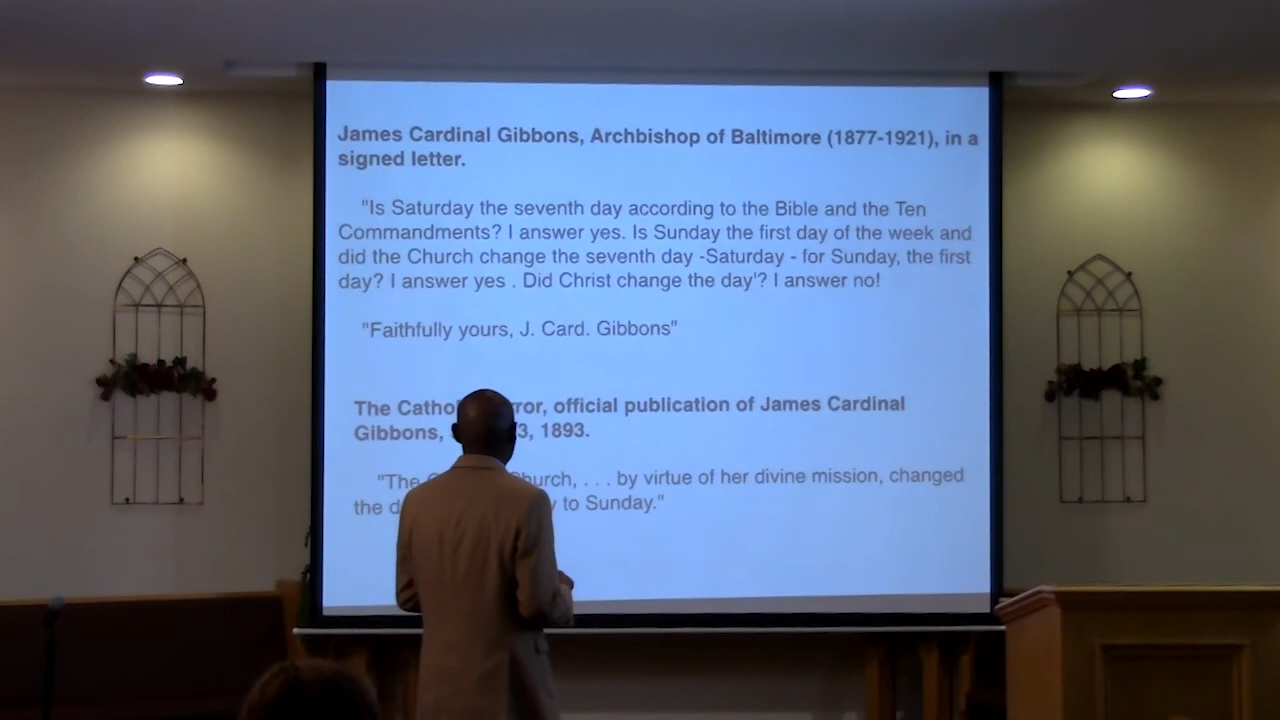 James Cardinal Gibbons, Archbishop of Baltimore (1877-1921), in a
signed letter.
"Is Saturday the seventh day according to the Bible and the Ten
Commandments? I answer yes. Is Sunday the first day of the week and
did the Church change the seventh day -Saturday - for Sunday, the first
day? I answer yes . Did Christ change the day'? I answer no!
"Faithfully yours, J. Card. Gibbons"
The official publication of James Cardinal
Gibbons, 1893.
"The by virtue of her divine mission, changed
the to Sunday."